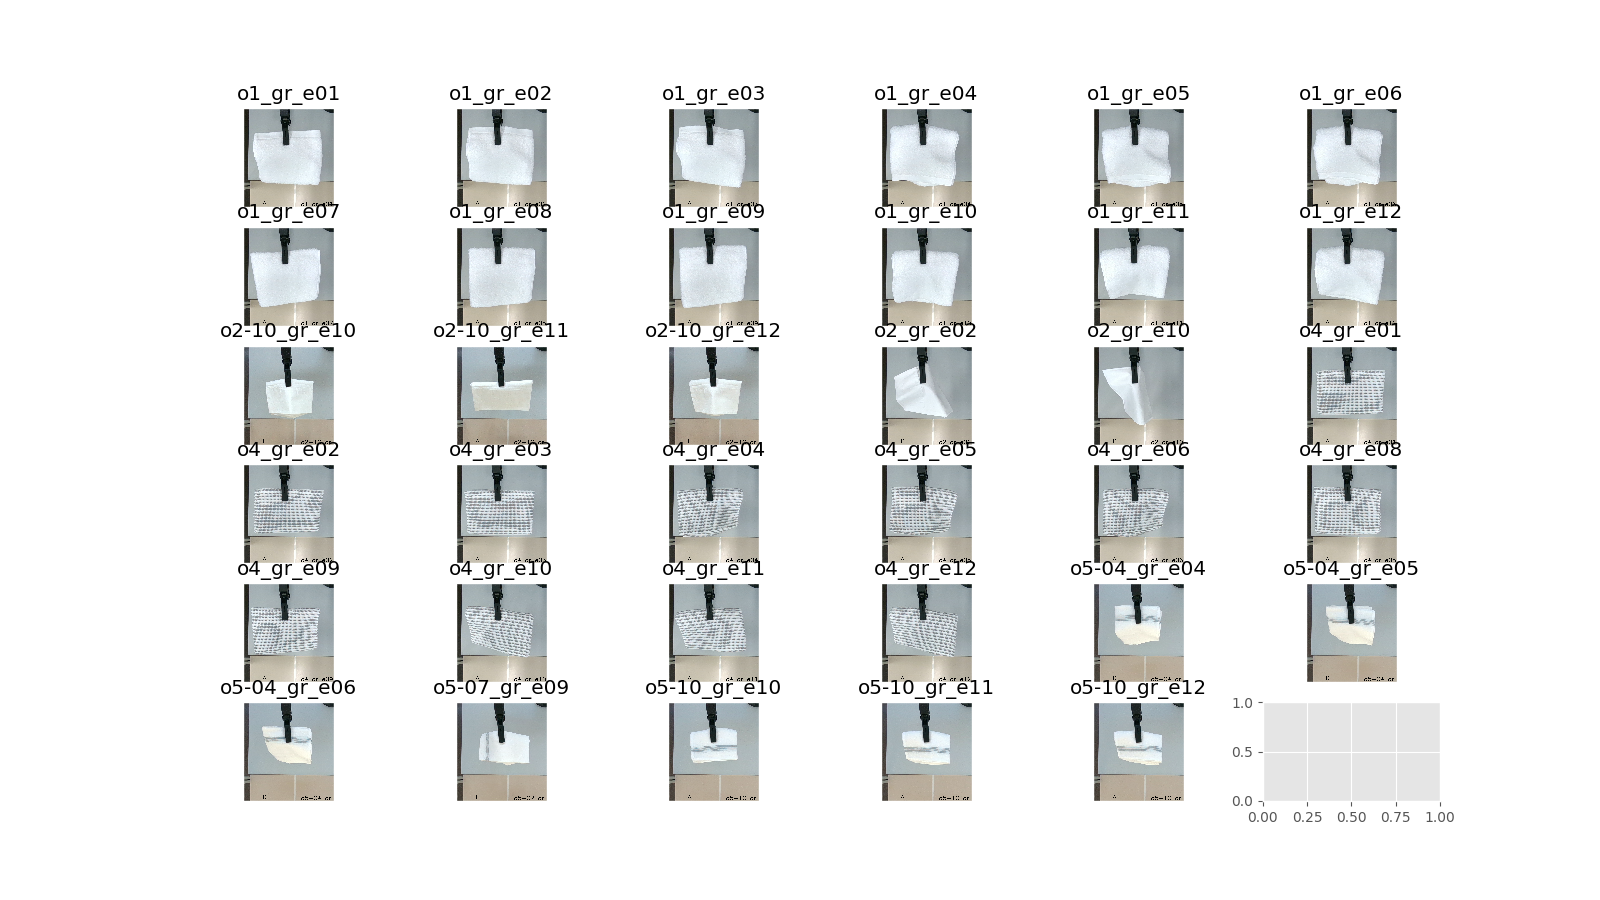 o1_gr_e01 o1_gr_e02 o1_gr_e03 o1_gr_e04 o1_gr_e05 o1_gr_e06
o1_gr_e07 o1_gr_e08 o1_gr_e09 o1_gr_e10 o1_gr_e11 o1_gr_e12
o2-10_gr_e10 o2-10_gr_e11 o2-10_gr_e12 o2_gr_e02 o2_gr_e10 o4_gr_e01
o4_gr_e02 o4_gr_e03 o4_gr_e04 o4_gr_e05 o4_gr_e06 o4_gr_e08
o4_gr_e09 o4_gr_e10 o4_gr_e11 o4_gr_e12 o5-04_gr_e04 o5-04_gr_e05
o5-04_gr_e06 o5-07_gr_e09 o5-10_gr_e10 o5-10_gr_e11 o5-10_gr_e12
1.0
0.5
0.0
0.00 0.25 0.50 0.75 1.00